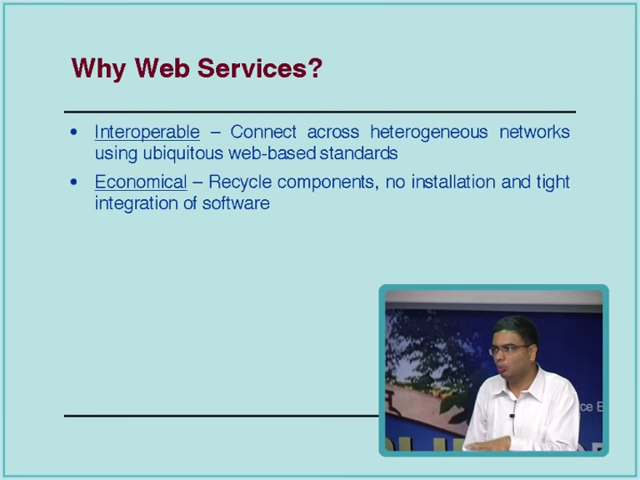 Why Web Services?
• Interoperable – Connect across heterogeneous networks
using ubiquitous web-based standards
• Economical – Recycle components, no installation and tight
integration of software
ce E